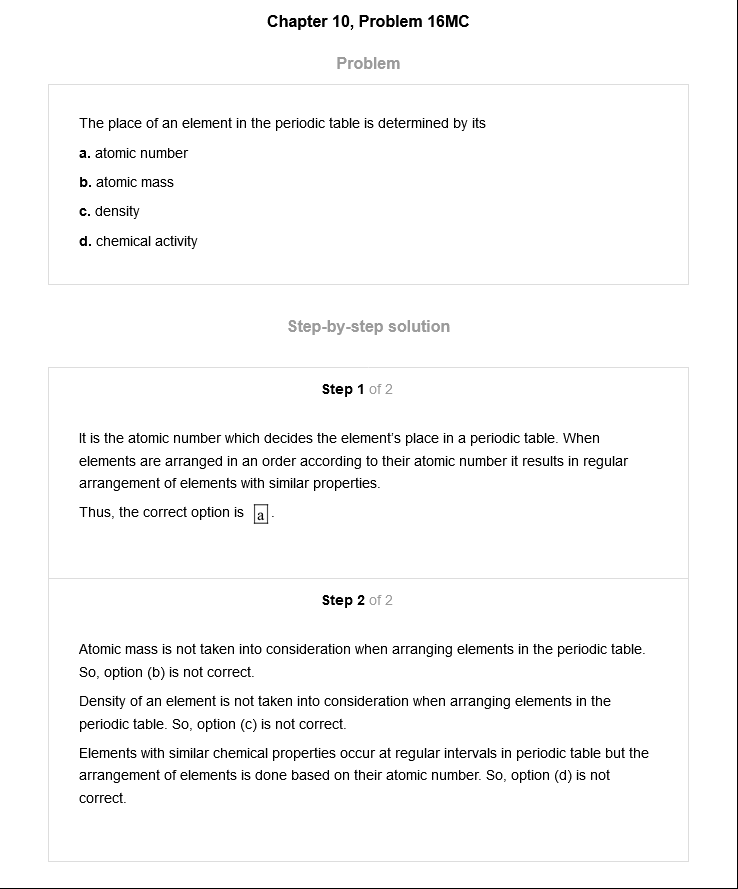 Chapter 10, Problem 16MC
Problem
The place of an element in the periodic table is determined by its
a. atomic number
b. atomic mass
c. density
d. chemical activity
Step-by-step solution
Step 1 of 2
It is the atomic number which decides the element's place in a periodic table. When
elements are arranged in an order according to their atomic number it results in regular
arrangement of elements with similar properties.
Thus, the correct option is a.
Step 2 of 2
Atomic mass is not taken into consideration when arranging elements in the periodic table.
So, option (b) is not correct.
Density of an element is not taken into consideration when arranging elements in the
periodic table. So, option (c) is not correct.
Elements with similar chemical properties occur at regular intervals in periodic table but the
arrangement of elements is done based on their atomic number. So, option (d) is not
correct.